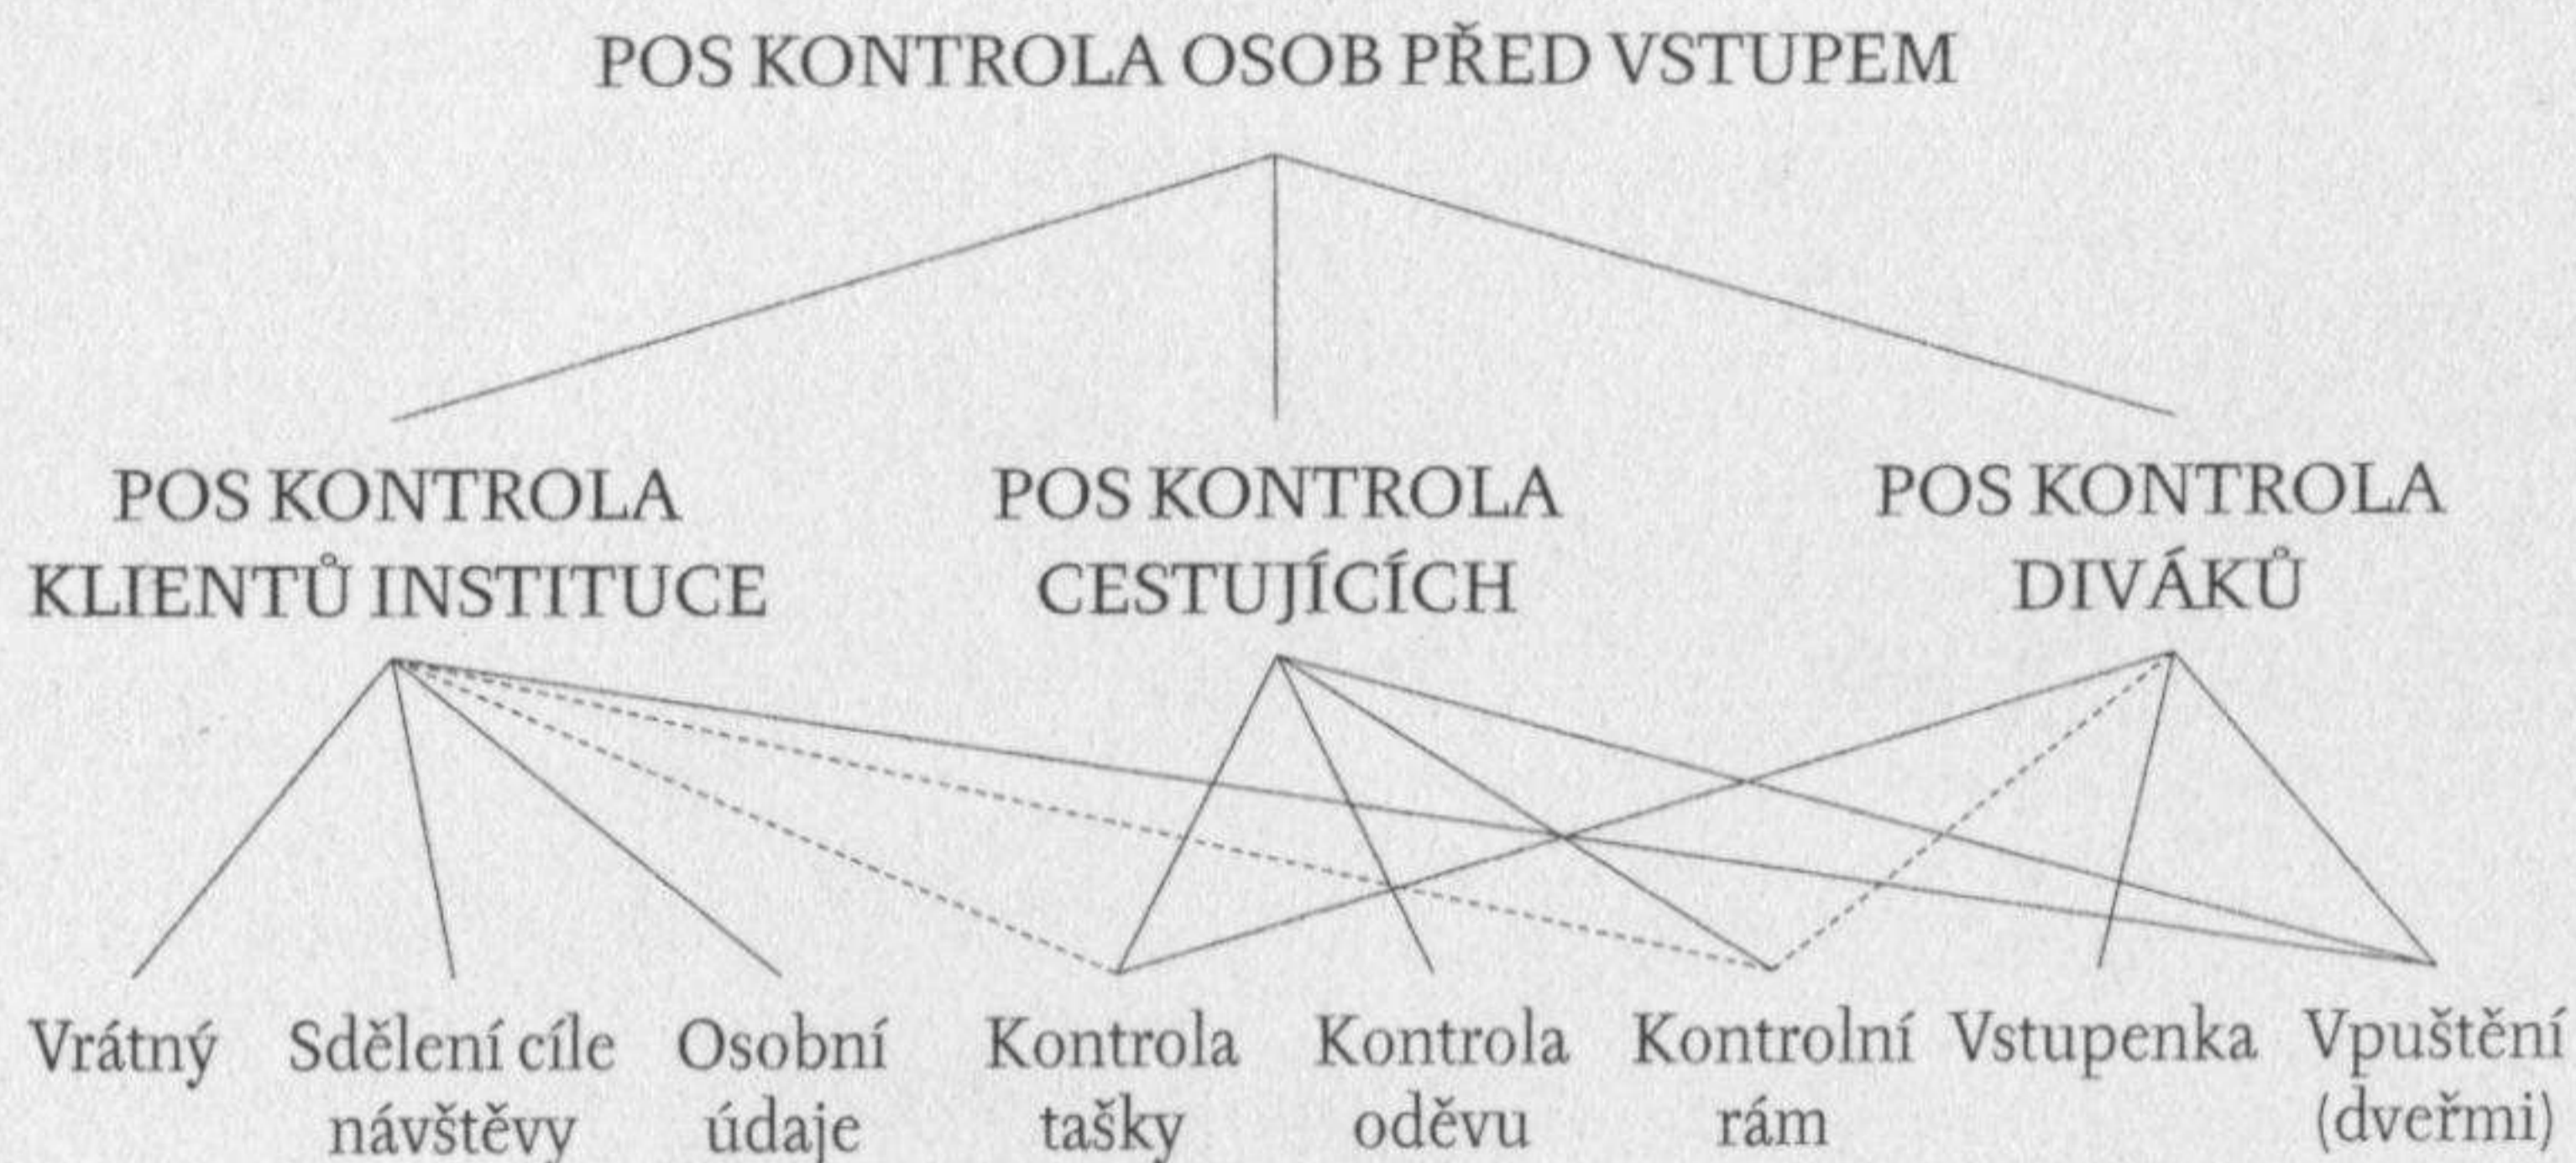 POS KONTROLA OSOB PŘED VSTUPEM
POS KONTROLA
KLIENTŮ INSTITUCE
POS KONTROLA
CESTUJÍCÍCH
POS KONTROLA
DIVÁKŮ
Vrátný
Sdělení cíle
návštěvy
Osobní
údaje
Kontrola
tašky
Kontrola
oděvu
Kontrolní
rám
Vstupenka
Vpuštění
(dveřmi)